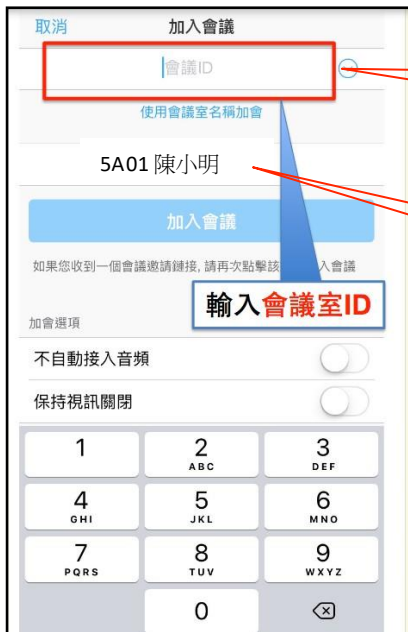 取消 加入會議
會議ID
使用會議室名稱加會
5A01 陳小明
加入會議
如果您收到一個會議邀請鏈接, 請再次點擊該 入會議
輸入會議室ID
加會選項
不自動接入音頻
保持視訊關閉
1 2 3
ABC DEF
4 5 6
GHI JKL MNO
7 8 9
PQRS TUV WXYZ
0